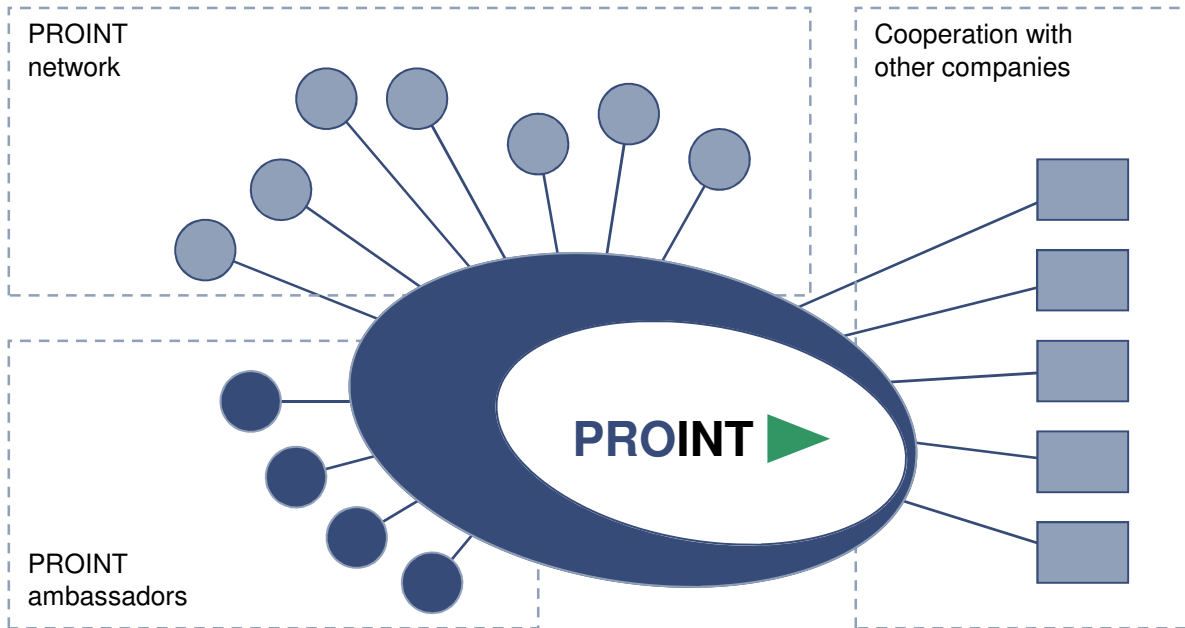 PROINT
network
Cooperation with
other companies
PROINT
PROINT
ambassadors